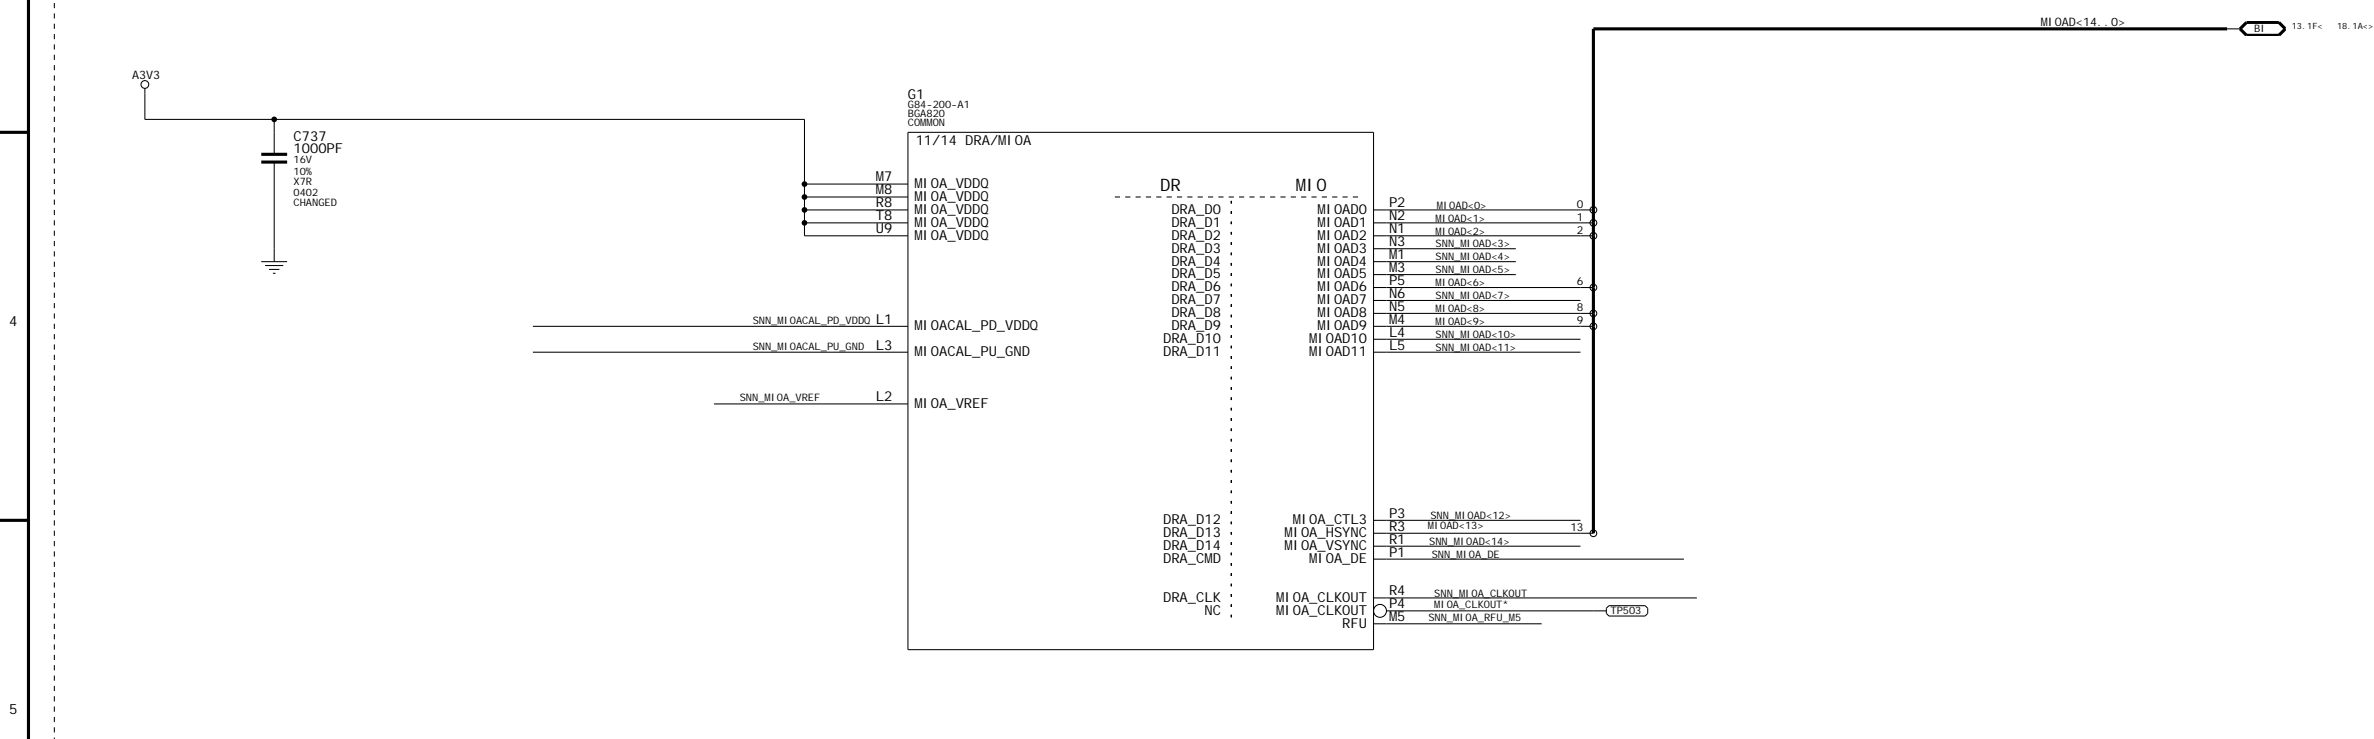 MIOAD<14..0>
BI 13.1F< 18.1A<>
A3V3
C737
1000PF
16V
10%
X7R
0402
CHANGED
G1
G84-200-A1
BGA820
COMMON
11/14 DRA/MIOA
DR MIO
M7 MIOA_VDDQ
M8 MIOA_VDDQ
R8 MIOA_VDDQ
T8 MIOA_VDDQ
U9 MIOA_VDDQ
DRA_D0 MIOAD0 P2 MIOAD<0> 0
DRA_D1 MIOAD1 N2 MIOAD<1> 1
DRA_D2 MIOAD2 N1 MIOAD<2> 2
DRA_D3 MIOAD3 N3 SNN_MIOAD<3>
DRA_D4 MIOAD4 M1 SNN_MIOAD<4>
DRA_D5 MIOAD5 M3 SNN_MIOAD<5>
DRA_D6 MIOAD6 P5 MIOAD<6> 6
DRA_D7 MIOAD7 N6 SNN_MIOAD<7>
DRA_D8 MIOAD8 N5 MIOAD<8> 8
DRA_D9 MIOAD9 M4 MIOAD<9> 9
DRA_D10 MIOAD10 L4 SNN_MIOAD<10>
DRA_D11 MIOAD11 L5 SNN_MIOAD<11>
4
SNN_MIOACAL_PD_VDDQ L1 MIOACAL_PD_VDDQ
SNN_MIOACAL_PU_GND L3 MIOACAL_PU_GND
SNN_MIOA_VREF L2 MIOA_VREF
DRA_D12 MIOA_CTL3 P3 SNN_MIOAD<12>
DRA_D13 MIOA_HSYNC R3 MIOAD<13> 13
DRA_D14 MIOA_VSYNC R1 SNN_MIOAD<14>
DRA_CMD MIOA_DE P1 SNN_MIOA_DE
DRA_CLK MIOA_CLKOUT R4 SNN_MIOA_CLKOUT
NC MIOA_CLKOUT P4 MIOA_CLKOUT* TP503
RFU M5 SNN_MIOA_RFU_M5
5